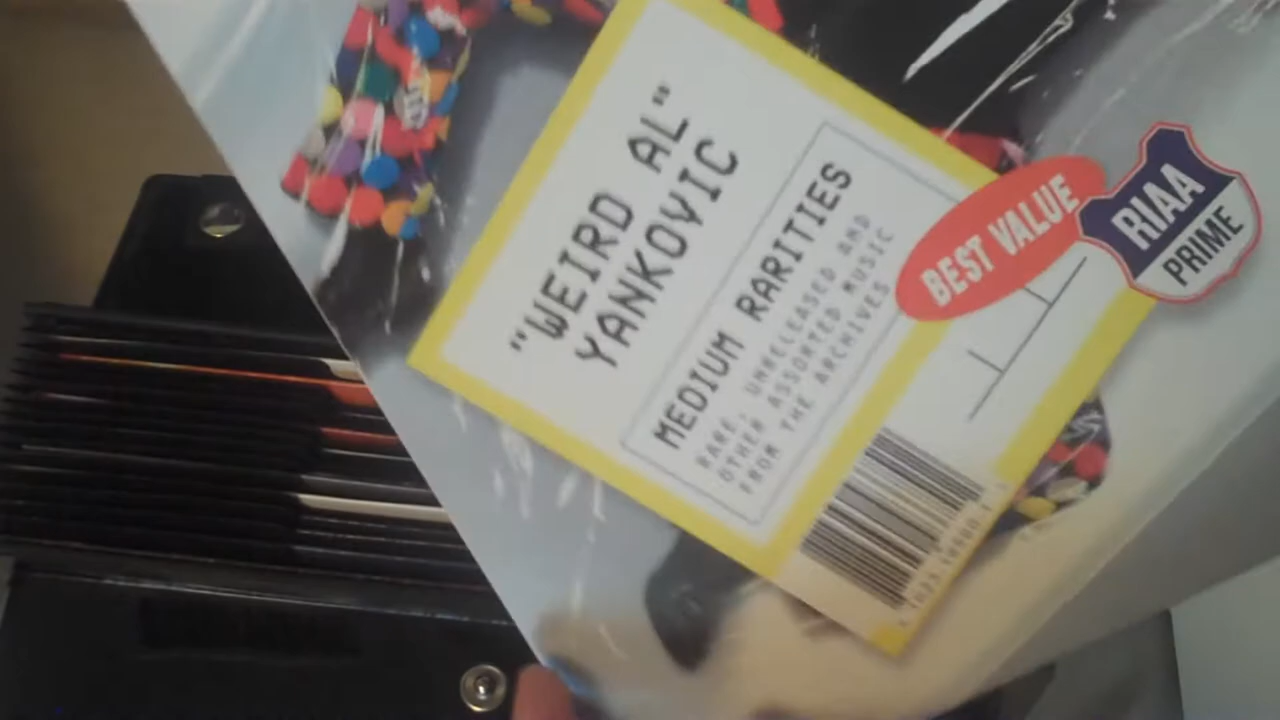 "WEIRD AL"
YANKOVIC
MEDIUM RARITIES
RARE, UNRELEASED AND
OTHER ASSORTED MUSIC
FROM THE ARCHIVES
BEST VALUE
RIAA
PRIME